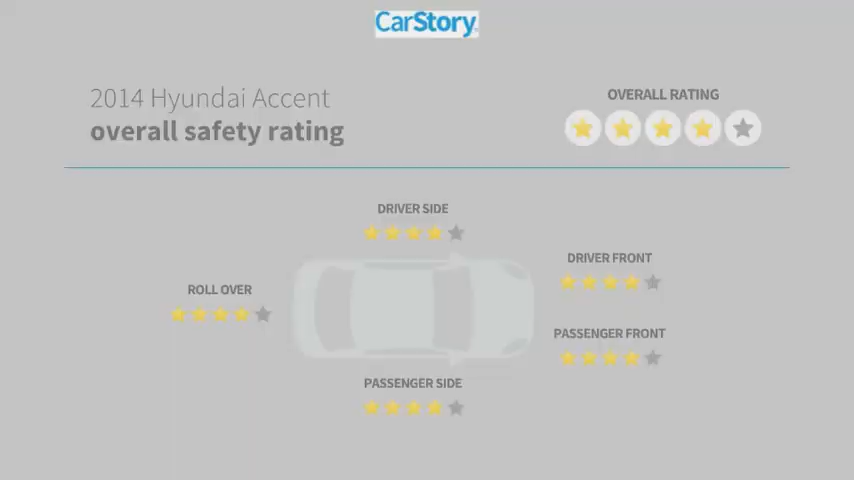 CarStory
2014 Hyundai Accent
overall safety rating
OVERALL RATING
DRIVER SIDE
DRIVER FRONT
ROLL OVER
PASSENGER FRONT
PASSENGER SIDE